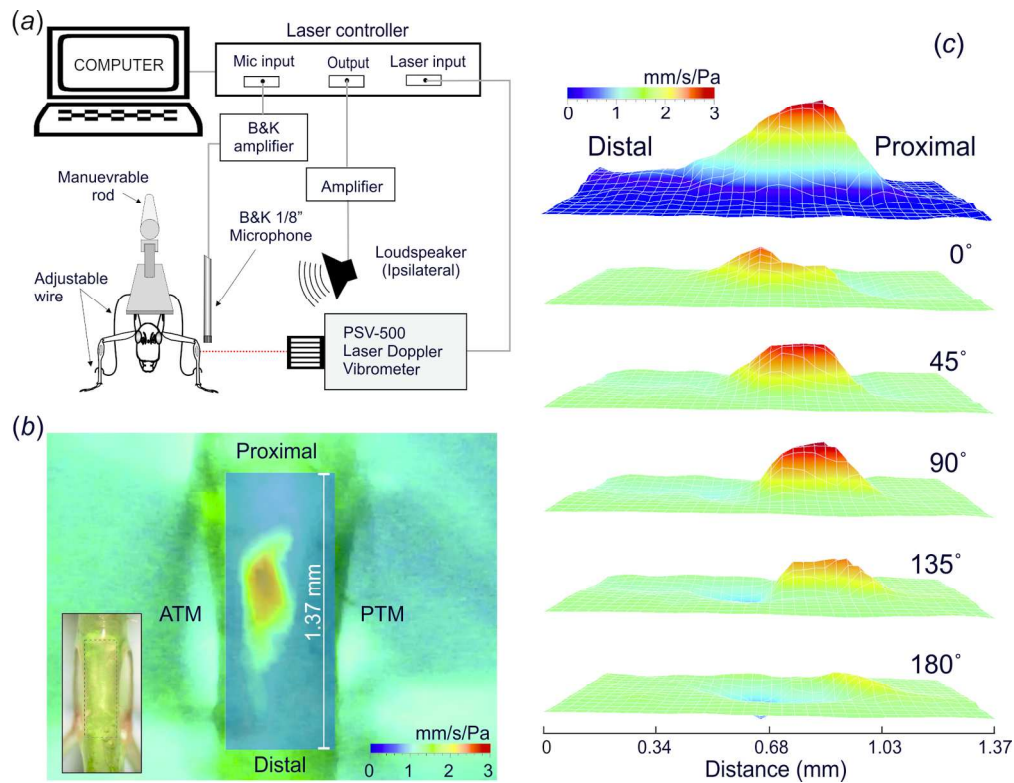 (a)
Laser controller
COMPUTER
Mic input
Output
Laser input
B&K
amplifier
Amplifier
Manuevrable
rod
B&K 1/8”
Microphone
Loudspeaker
(Ipsilateral)
Adjustable
wire
PSV-500
Laser Doppler
Vibrometer
(b)
Proximal
ATM
1.37 mm
PTM
mm/s/Pa
0 1 2 3
Distal
(c)
mm/s/Pa
0 1 2 3
Distal
Proximal
0°
45°
90°
135°
180°
0 0.34 0.68 1.03 1.37
Distance (mm)